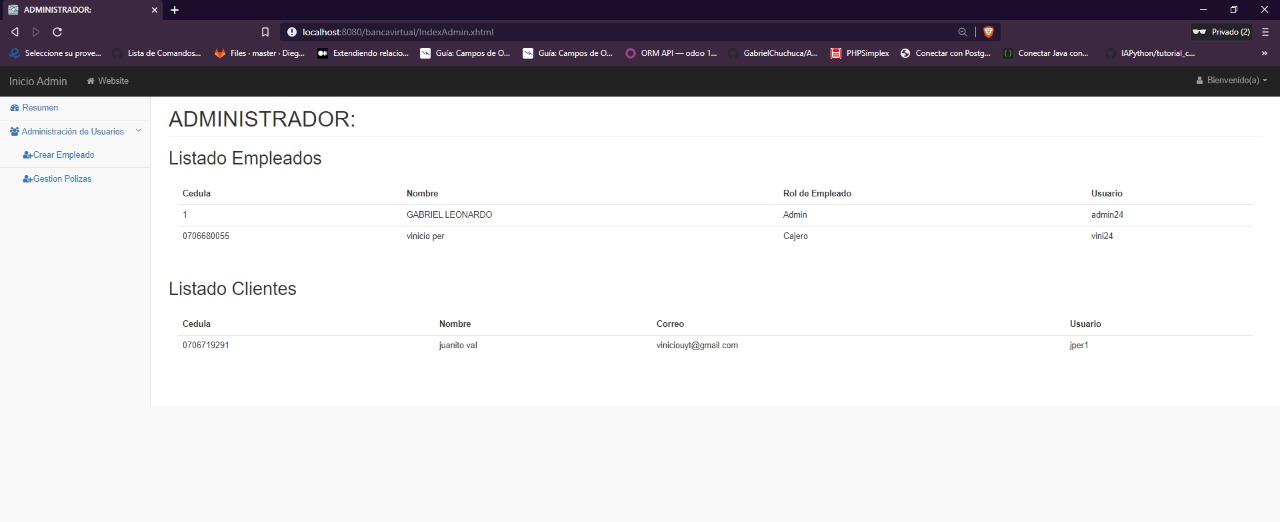 ADMINISTRADOR:
localhost:8080/bancavirtual/IndexAdmin.xhtml
Privado (2)
Seleccione su prove... Lista de Comandos... Files · master · Dieg... Extendiendo relacio... Guía: Campos de O... Guía: Campos de O... ORM API — odoo 1... GabrielChuchuca/A... PHPSimplex Conectar con Postg... Conectar Java con... IAPython/tutorial_c... »
Inicio Admin Website Bienvenido(a)
Resumen
Administración de Usuarios
Crear Empleado
Gestion Polizas
ADMINISTRADOR:
Listado Empleados
Cedula Nombre Rol de Empleado Usuario
1 GABRIEL LEONARDO Admin admin24
0706680055 vinicio per Cajero vini24
Listado Clientes
Cedula Nombre Correo Usuario
0706719291 juanito val viniciouyt@gmail.com jper1